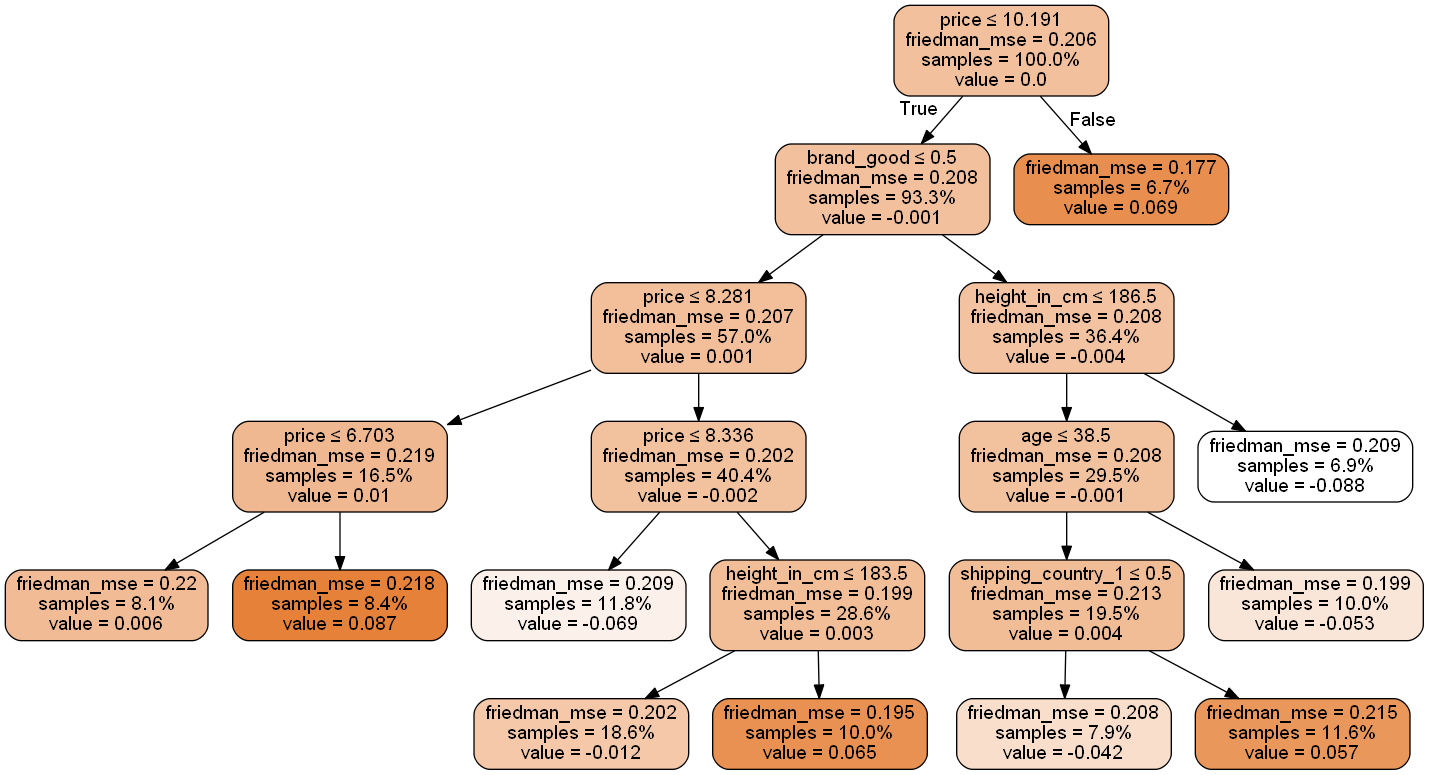 price ≤ 10.191
friedman_mse = 0.206
samples = 100.0%
value = 0.0
True
False
brand_good ≤ 0.5
friedman_mse = 0.208
samples = 93.3%
value = -0.001
friedman_mse = 0.177
samples = 6.7%
value = 0.069
price ≤ 8.281
friedman_mse = 0.207
samples = 57.0%
value = 0.001
height_in_cm ≤ 186.5
friedman_mse = 0.208
samples = 36.4%
value = -0.004
price ≤ 6.703
friedman_mse = 0.219
samples = 16.5%
value = 0.01
price ≤ 8.336
friedman_mse = 0.202
samples = 40.4%
value = -0.002
age ≤ 38.5
friedman_mse = 0.208
samples = 29.5%
value = -0.001
friedman_mse = 0.209
samples = 6.9%
value = -0.088
friedman_mse = 0.22
samples = 8.1%
value = 0.006
friedman_mse = 0.218
samples = 8.4%
value = 0.087
friedman_mse = 0.209
samples = 11.8%
value = -0.069
height_in_cm ≤ 183.5
friedman_mse = 0.199
samples = 28.6%
value = 0.003
shipping_country_1 ≤ 0.5
friedman_mse = 0.213
samples = 19.5%
value = 0.004
friedman_mse = 0.199
samples = 10.0%
value = -0.053
friedman_mse = 0.202
samples = 18.6%
value = -0.012
friedman_mse = 0.195
samples = 10.0%
value = 0.065
friedman_mse = 0.208
samples = 7.9%
value = -0.042
friedman_mse = 0.215
samples = 11.6%
value = 0.057